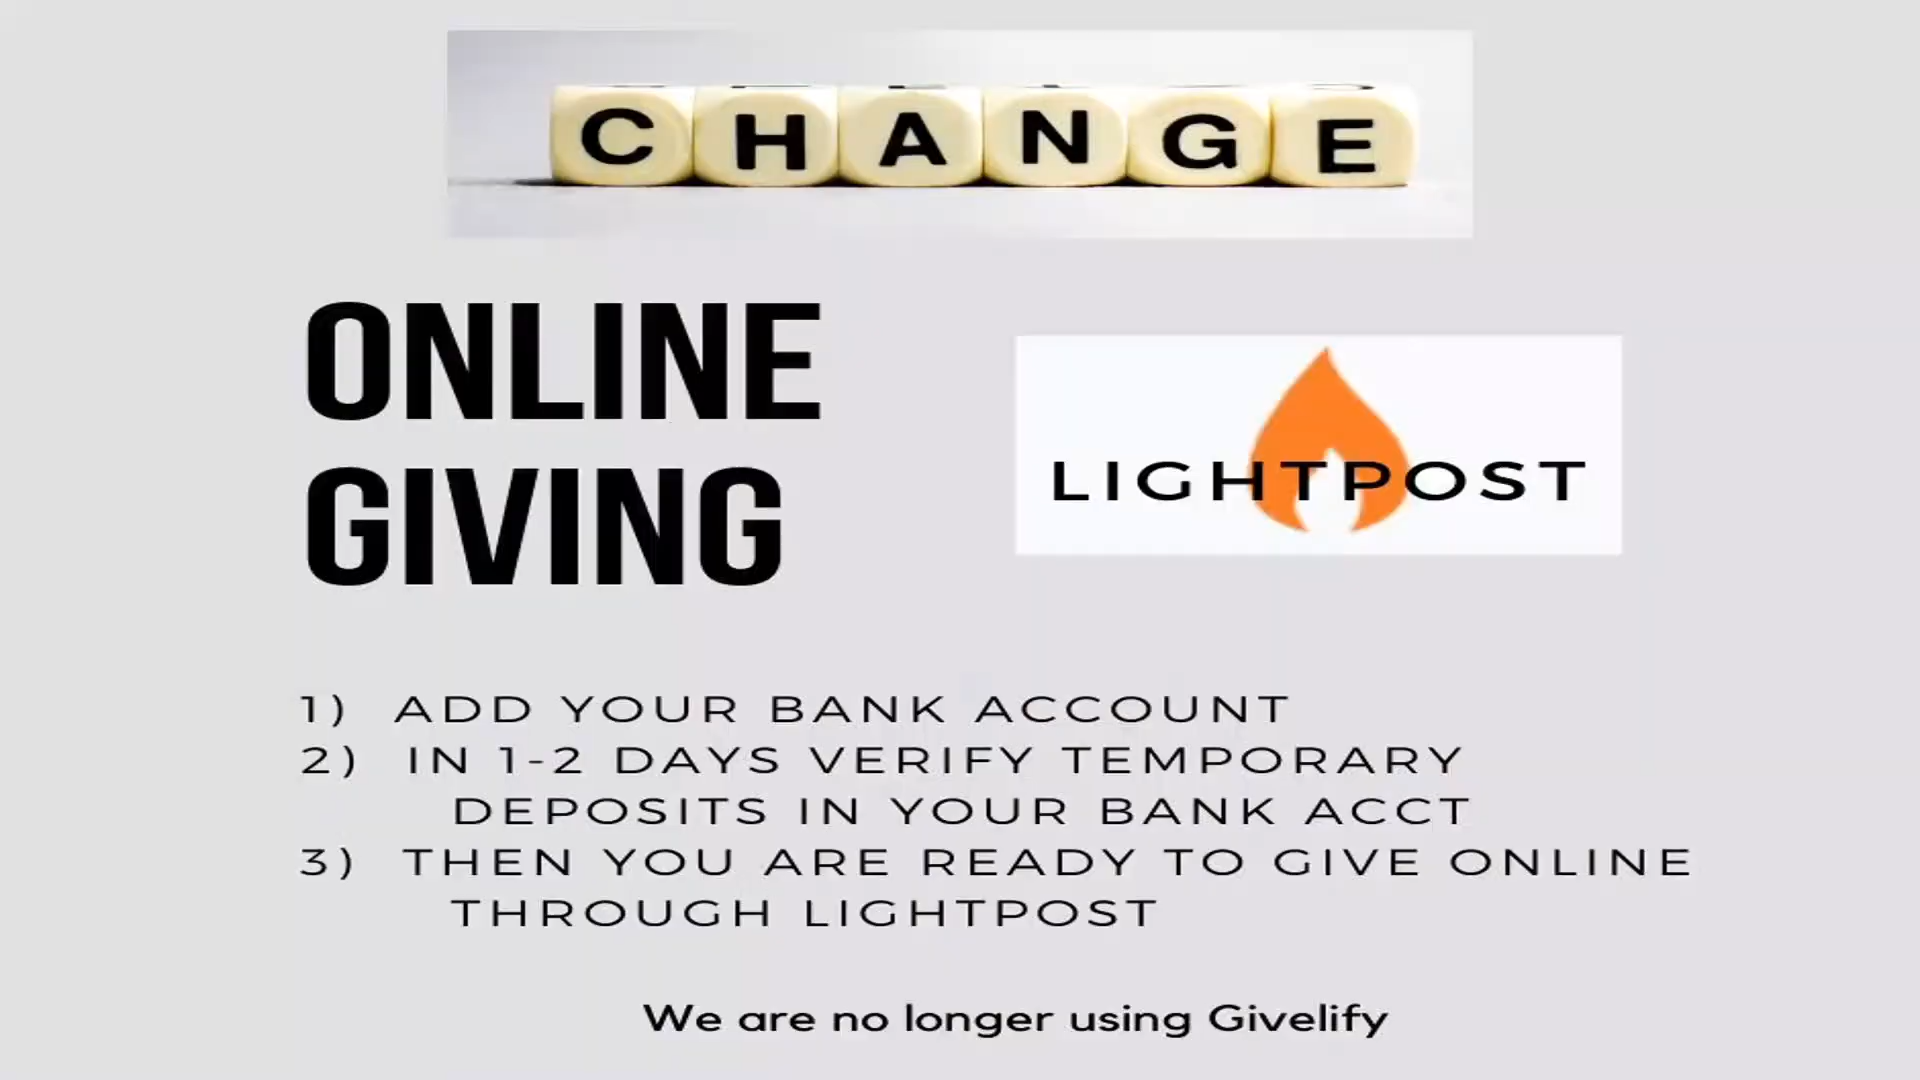 CHANGE
ONLINE
GIVING
LIGHTPOST
1) ADD YOUR BANK ACCOUNT
2) IN 1-2 DAYS VERIFY TEMPORARY
DEPOSITS IN YOUR BANK ACCT
3) THEN YOU ARE READY TO GIVE ONLINE
THROUGH LIGHTPOST
We are no longer using Givelify